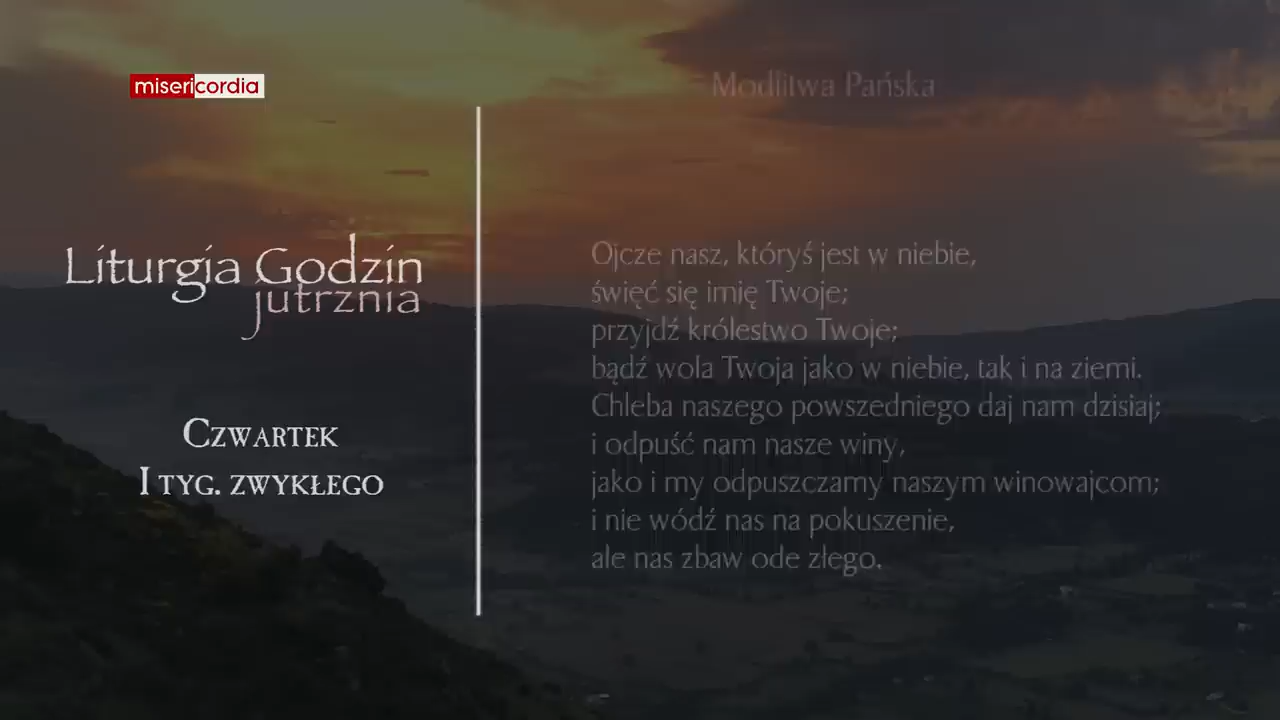 misericordia
Liturgia Godzin
jutrznia
Czwartek
I tyg. zwykłego
Modlitwa Pańska
Ojcze nasz, któryś jest w niebie,
święć się imię Twoje;
przyjdź królestwo Twoje;
bądź wola Twoja jako w niebie, tak i na ziemi.
Chleba naszego powszedniego daj nam dzisiaj;
i odpuść nam nasze winy,
jako i my odpuszczamy naszym winowajcom;
i nie wódź nas na pokuszenie,
ale nas zbaw ode złego.